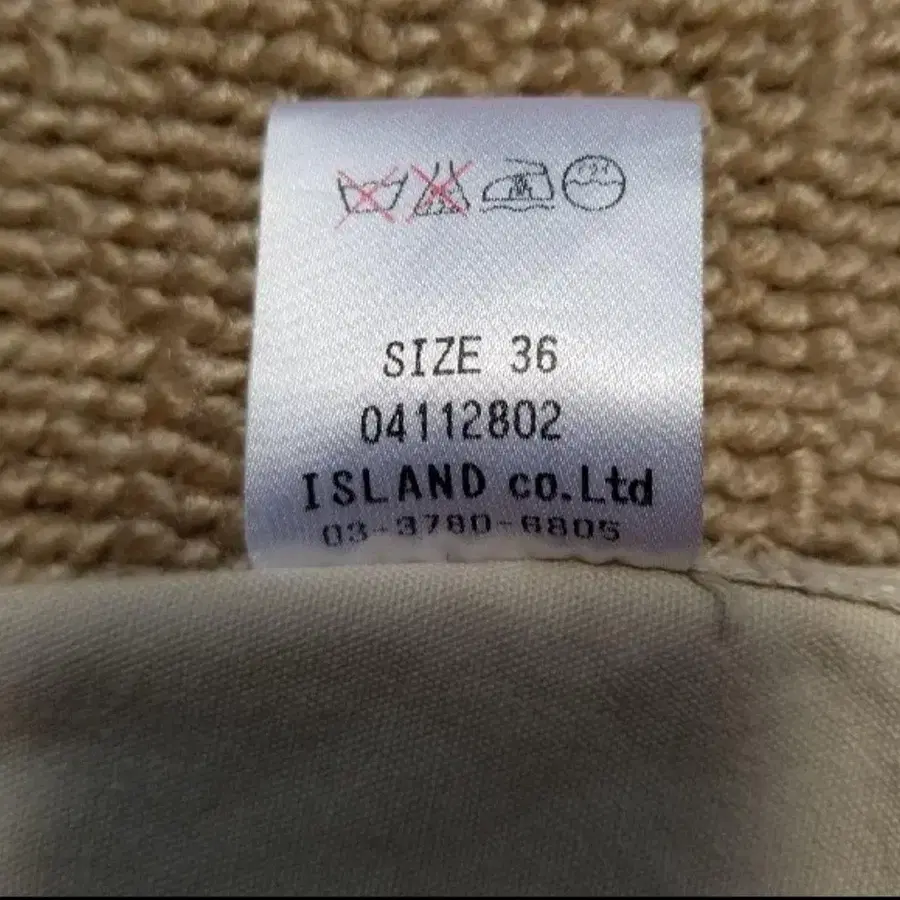 SIZE 36
04112802
ISLAND co.Ltd
03-3780-6805